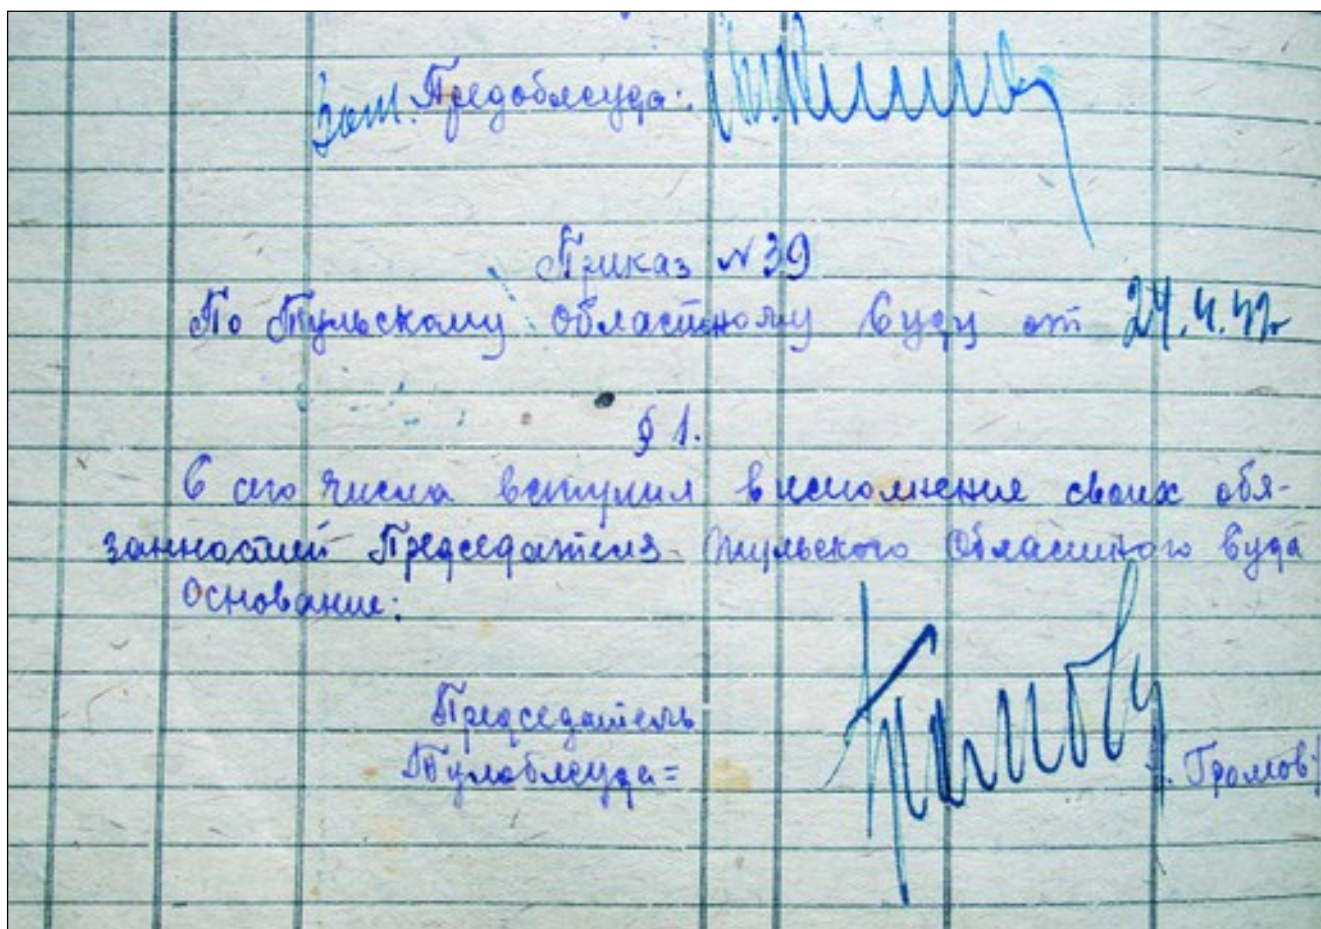 Зам. Предоблсуда:
Приказ №39
По Тульскому Областному Суду от 24.4.42г
§ 1.
С сего числа вступил в исполнение своих обя-
занностей Председателя Тульского Областного Суда
Основание:
Председатель
Тулоблсуда= Громов